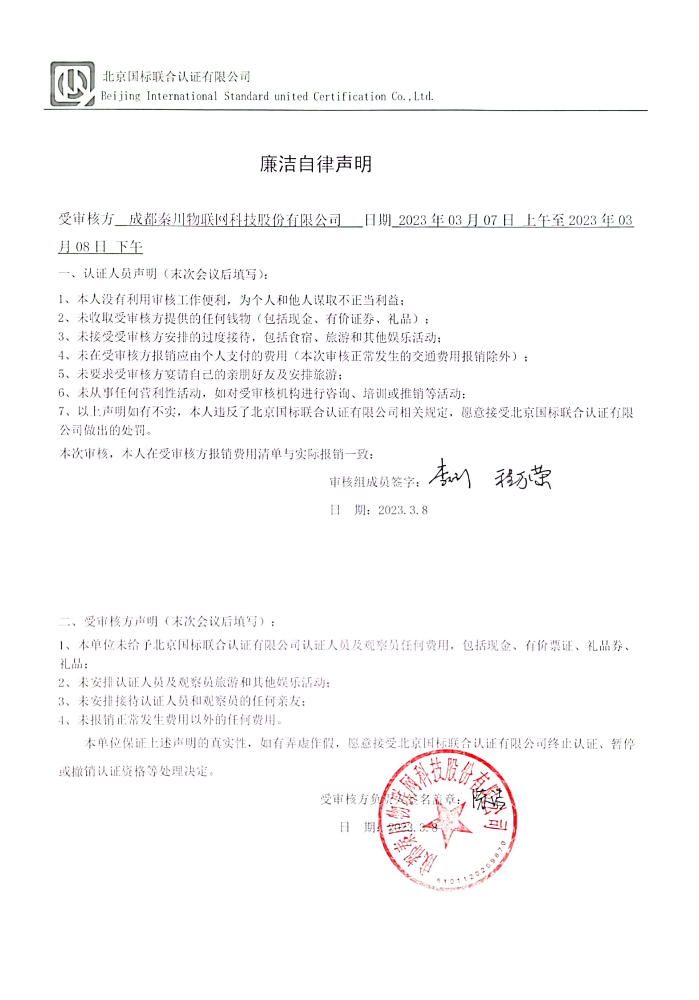 北京国标联合认证有限公司
Beijing International Standard united Certification Co.,Ltd.
廉洁自律声明
受审核方 成都秦川物联网科技股份有限公司 日期 2023 年 03 月 07 日 上午至 2023 年 03
月 08 日 下午
一、认证人员声明（末次会议后填写）：
1、本人没有利用审核工作便利，为个人和他人谋取不正当利益；
2、未收取受审核方提供的任何钱物（包括现金、有价证券、礼品）；
3、未接受受审核方安排的过度接待，包括食宿、旅游和其他娱乐活动；
4、未在受审核方报销应由个人支付的费用（本次审核正常发生的交通费用报销除外）；
5、未要求受审核方宴请自己的亲朋好友及安排旅游；
6、未从事任何营利性活动，如对受审核机构进行咨询、培训或推销等活动；
7、以上声明如有不实，本人违反了北京国标联合认证有限公司相关规定，愿意接受北京国标联合认证有限
公司做出的处罚。
本次审核，本人在受审核方报销费用清单与实际报销一致：
审核组成员签字：
日 期：2023.3.8
二、受审核方声明（末次会议后填写）：
1、本单位未给予北京国标联合认证有限公司认证人员及观察员任何费用，包括现金、有价票证、礼品券、
礼品；
2、未安排认证人员及观察员旅游和其他娱乐活动；
3、未安排接待认证人员和观察员的任何亲友；
4、未报销正常发生费用以外的任何费用。
本单位保证上述声明的真实性，如有弄虚作假，愿意接受北京国标联合认证有限公司终止认证、暂停
或撤销认证资格等处理决定。
受审核方负责人签名盖章：
日 期：2023.3.8
成都秦川物联网科技股份有限公司
5101120209670